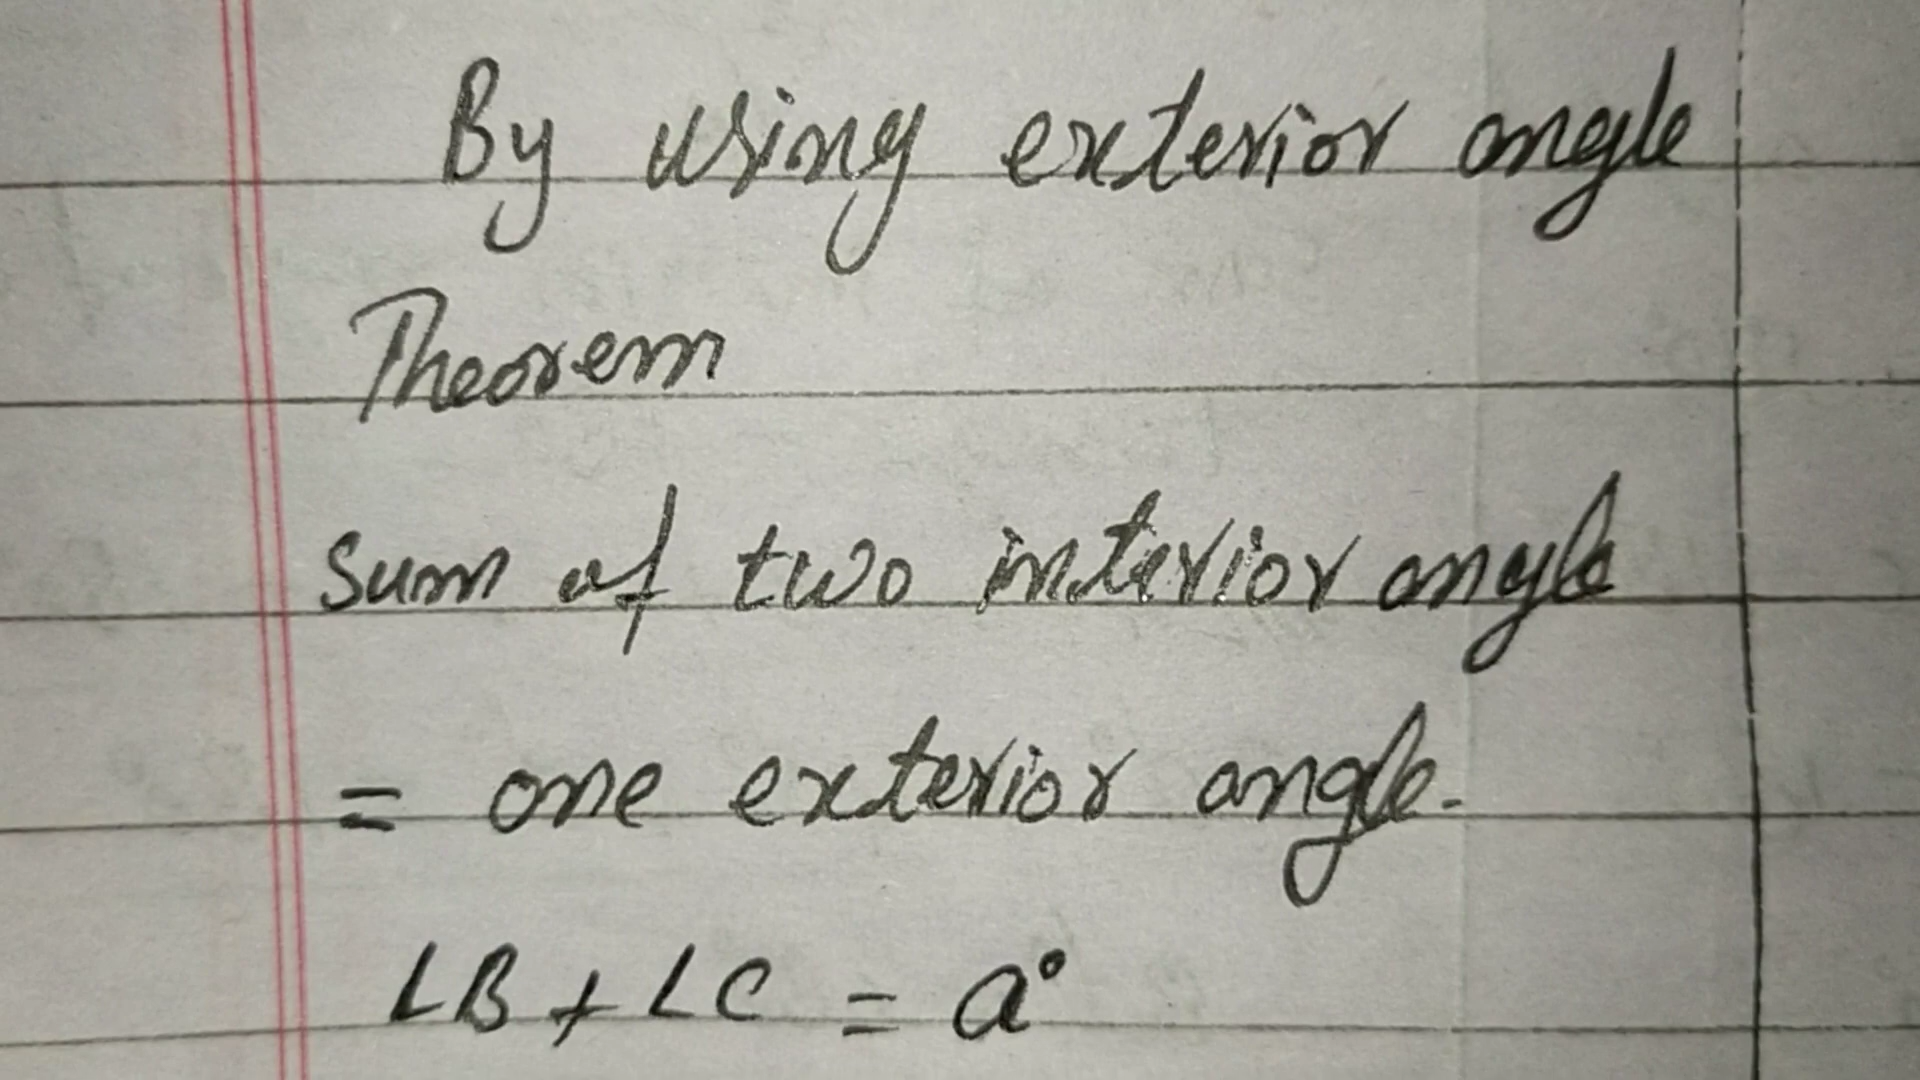 By using exterior angle
Theorem
Sum of two interior angle
= one exterior angle.
∠B + ∠C = a°